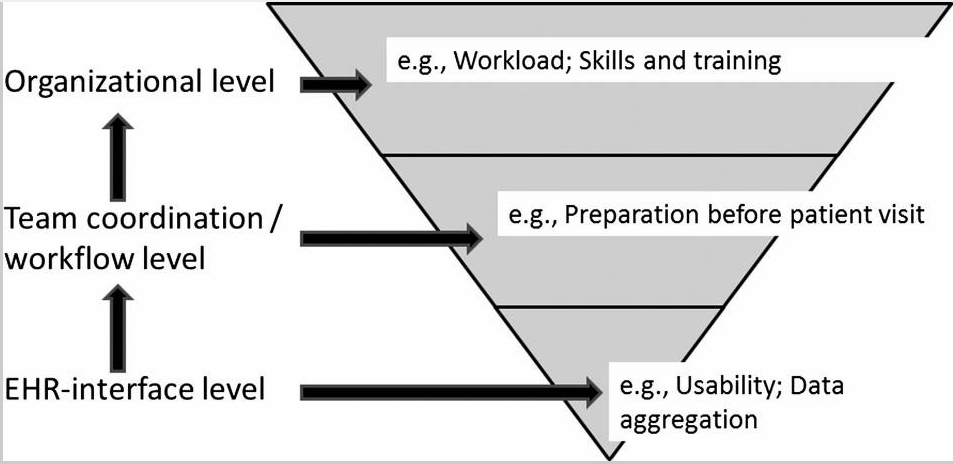 Organizational level
e.g., Workload; Skills and training
Team coordination /
workflow level
e.g., Preparation before patient visit
EHR-interface level
e.g., Usability; Data
aggregation